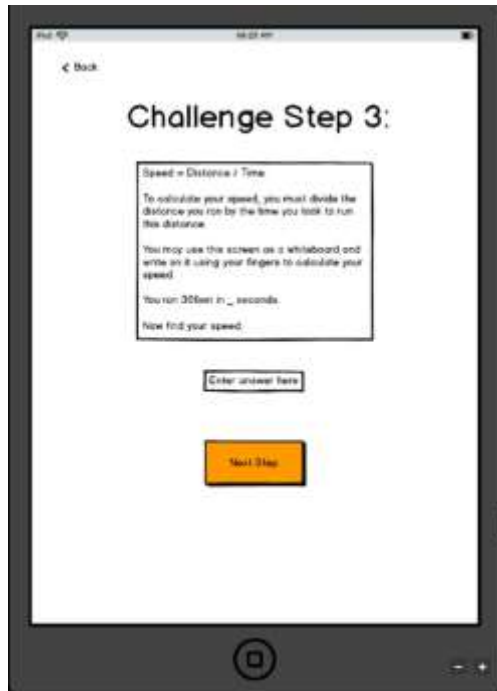 iPad
< Back
Challenge Step 3:
Speed = Distance / Time
To calculate your speed, you must divide the
distance you ran by the time you took to run
this distance.
You may use this screen as a whiteboard and
write on it using your fingers to calculate your
speed.
You ran in _ seconds.
Now find your speed.
Enter answer here
Next Step
- +